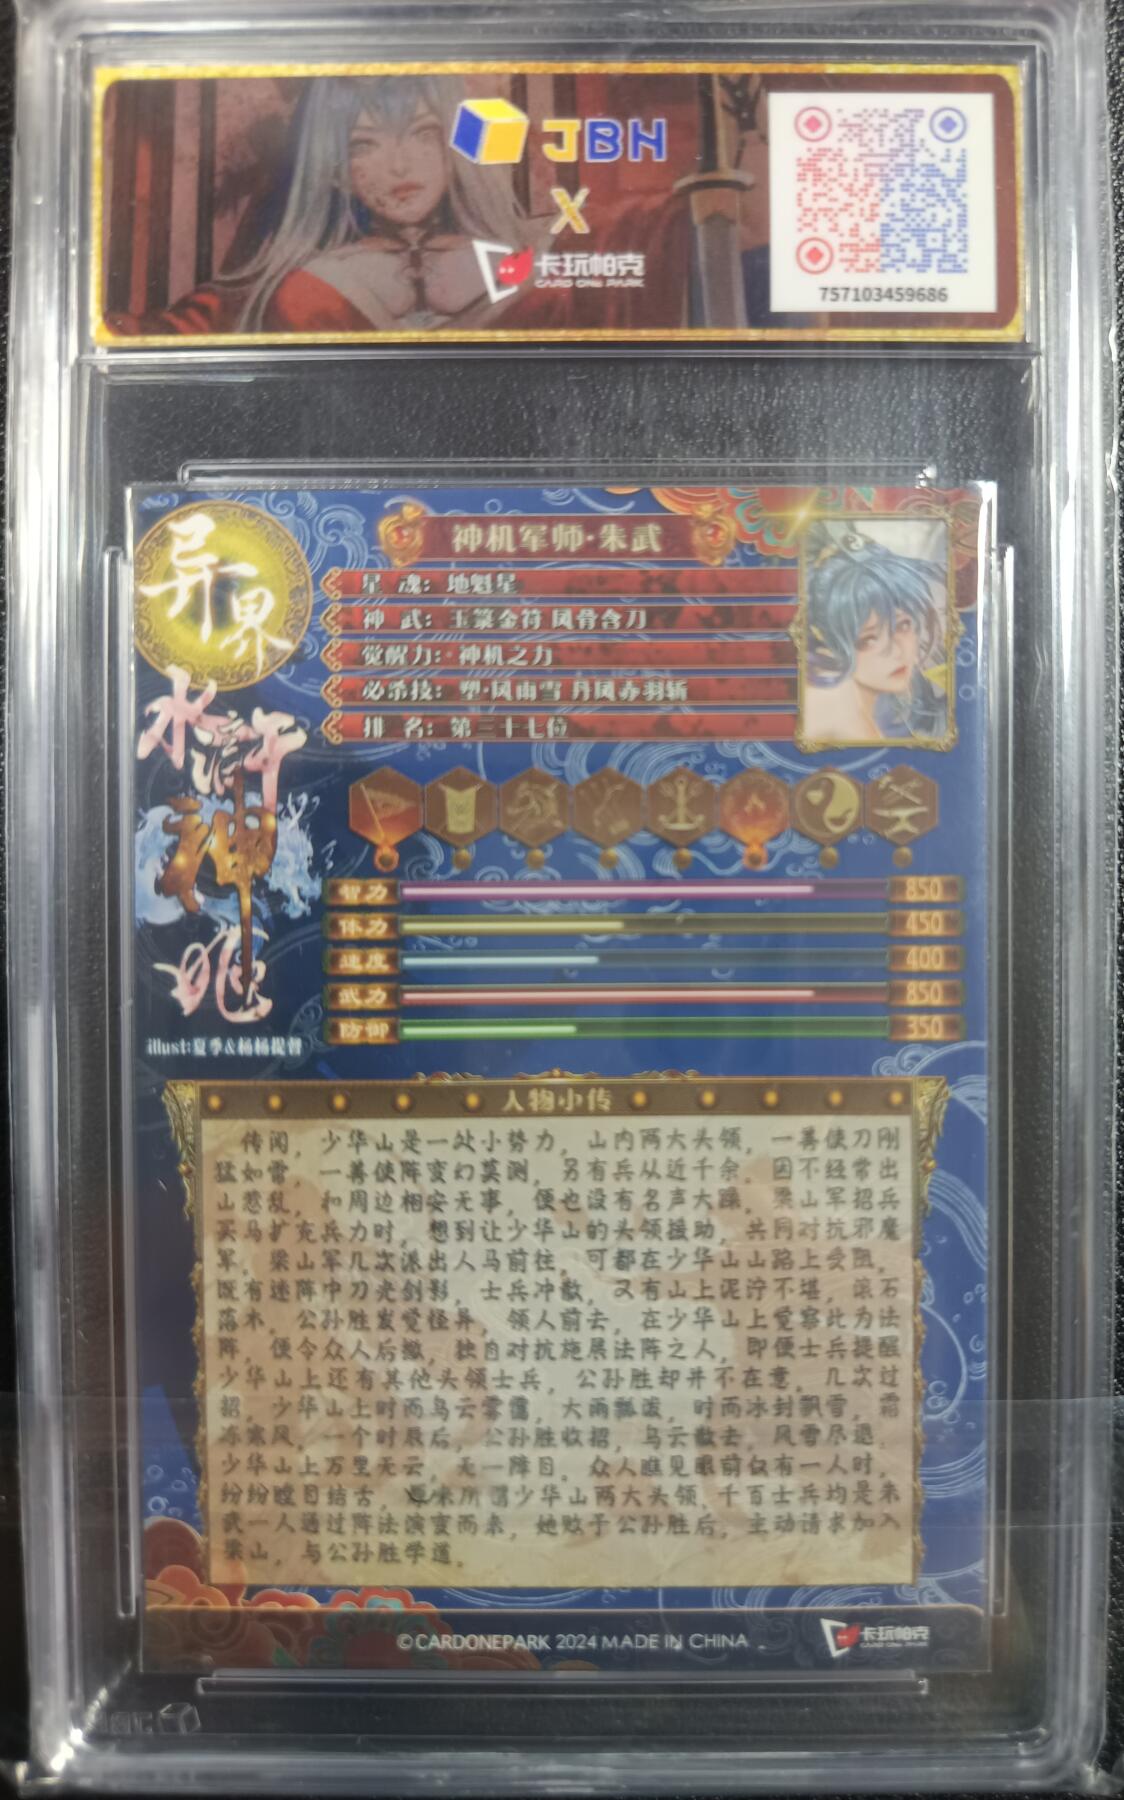 JBH
X
卡玩帕克
CARD ONE PARK
757103459686
异界
水浒
神
姬
illust:夏季&杨杨提督
神机军师·朱武
星 魂：地魁星
神 武：玉箓金符 凤骨含刀
觉醒力：神机之力
必杀技：塑·风雨雪 丹凤赤羽斩
排 名：第三十七位
智力 850
体力 450
速度 400
武力 850
防御 350
人物小传
传闻，少华山是一处小势力，山内两大头领，一善使刀刚
猛如雷，一善使阵变幻莫测，另有兵从近千余。因不经常出
山惹乱，和周边相安无事，便也没有名声大躁。梁山军招兵
买马扩充兵力时，想到让少华山的头领援助，共同对抗邪魔
军。梁山军几次派出人马前往，可都在少华山山路上受阻，
既有迷阵中刀光剑影，士兵冲散，又有山上泥泞不堪，滚石
落木。公孙胜发觉怪异，领人前去，在少华山上觉察此为法
阵，便令众人后撤，独自对抗施展法阵之人，即便士兵提醒
少华山上还有其他头领士兵，公孙胜却并不在意，几次过
招，少华山上时而乌云雾霭，大雨瓢泼，时而冰封飘雪，霜
冻寒风，一个时辰后，公孙胜收招，乌云散去，风雪尽退，
少华山上万里无云，无一障目。众人瞧见眼前仅有一人时，
纷纷瞠目结舌，原来所谓少华山两大头领，千百士兵均是朱
武一人通过阵法演变而来，她败于公孙胜后，主动请求加入
梁山，与公孙胜学道。
©CARDONEPARK 2024 MADE IN CHINA
卡玩帕克
CARD ONE PARK